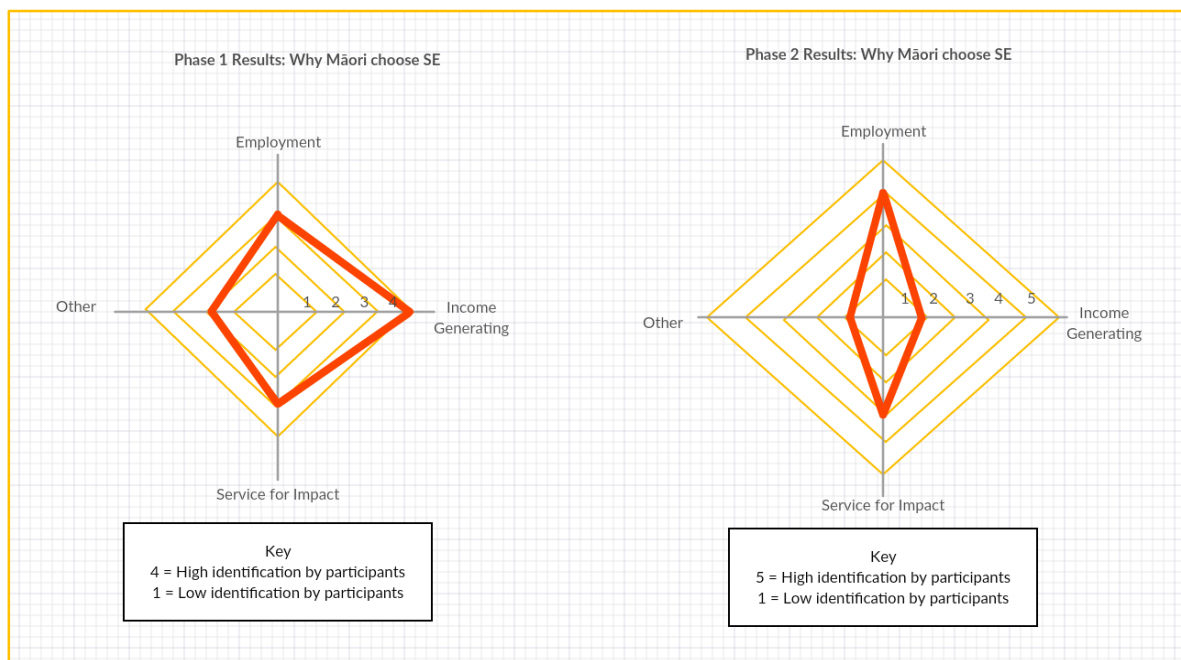 Phase 1 Results: Why Māori choose SE
Employment
Other
1 2 3 4
Income
Generating
Service for Impact
Key
4 = High identification by participants
1 = Low identification by participants
Phase 2 Results: Why Māori choose SE
Employment
Other
1 2 3 4 5
Income
Generating
Service for Impact
Key
5 = High identification by participants
1 = Low identification by participants